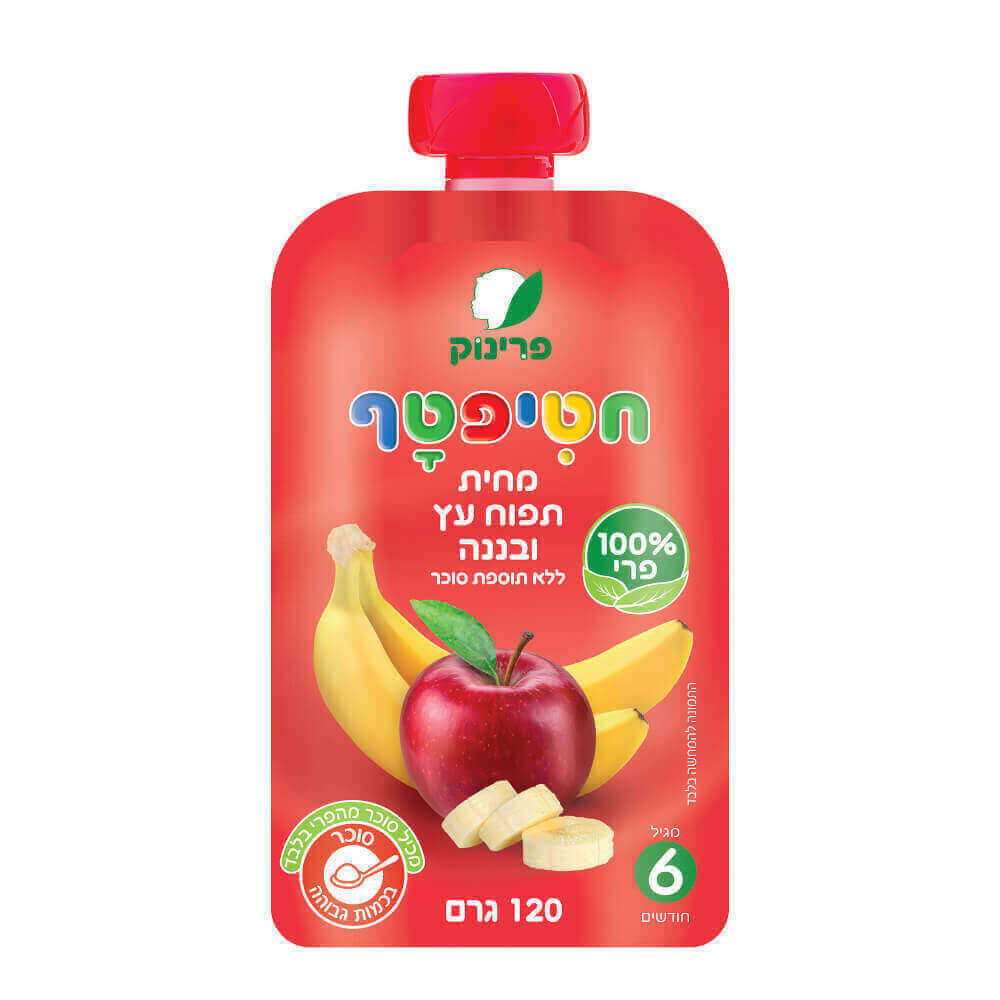 פרינוק
חטיפטף
מחית
תפוח עץ
ובננה
ללא תוספת סוכר
100%
פרי
התמונה להמחשה בלבד
מכיל סוכר מהפרי בלבד
סוכר
בכמות גבוהה
120 גרם
מגיל
6
חודשים